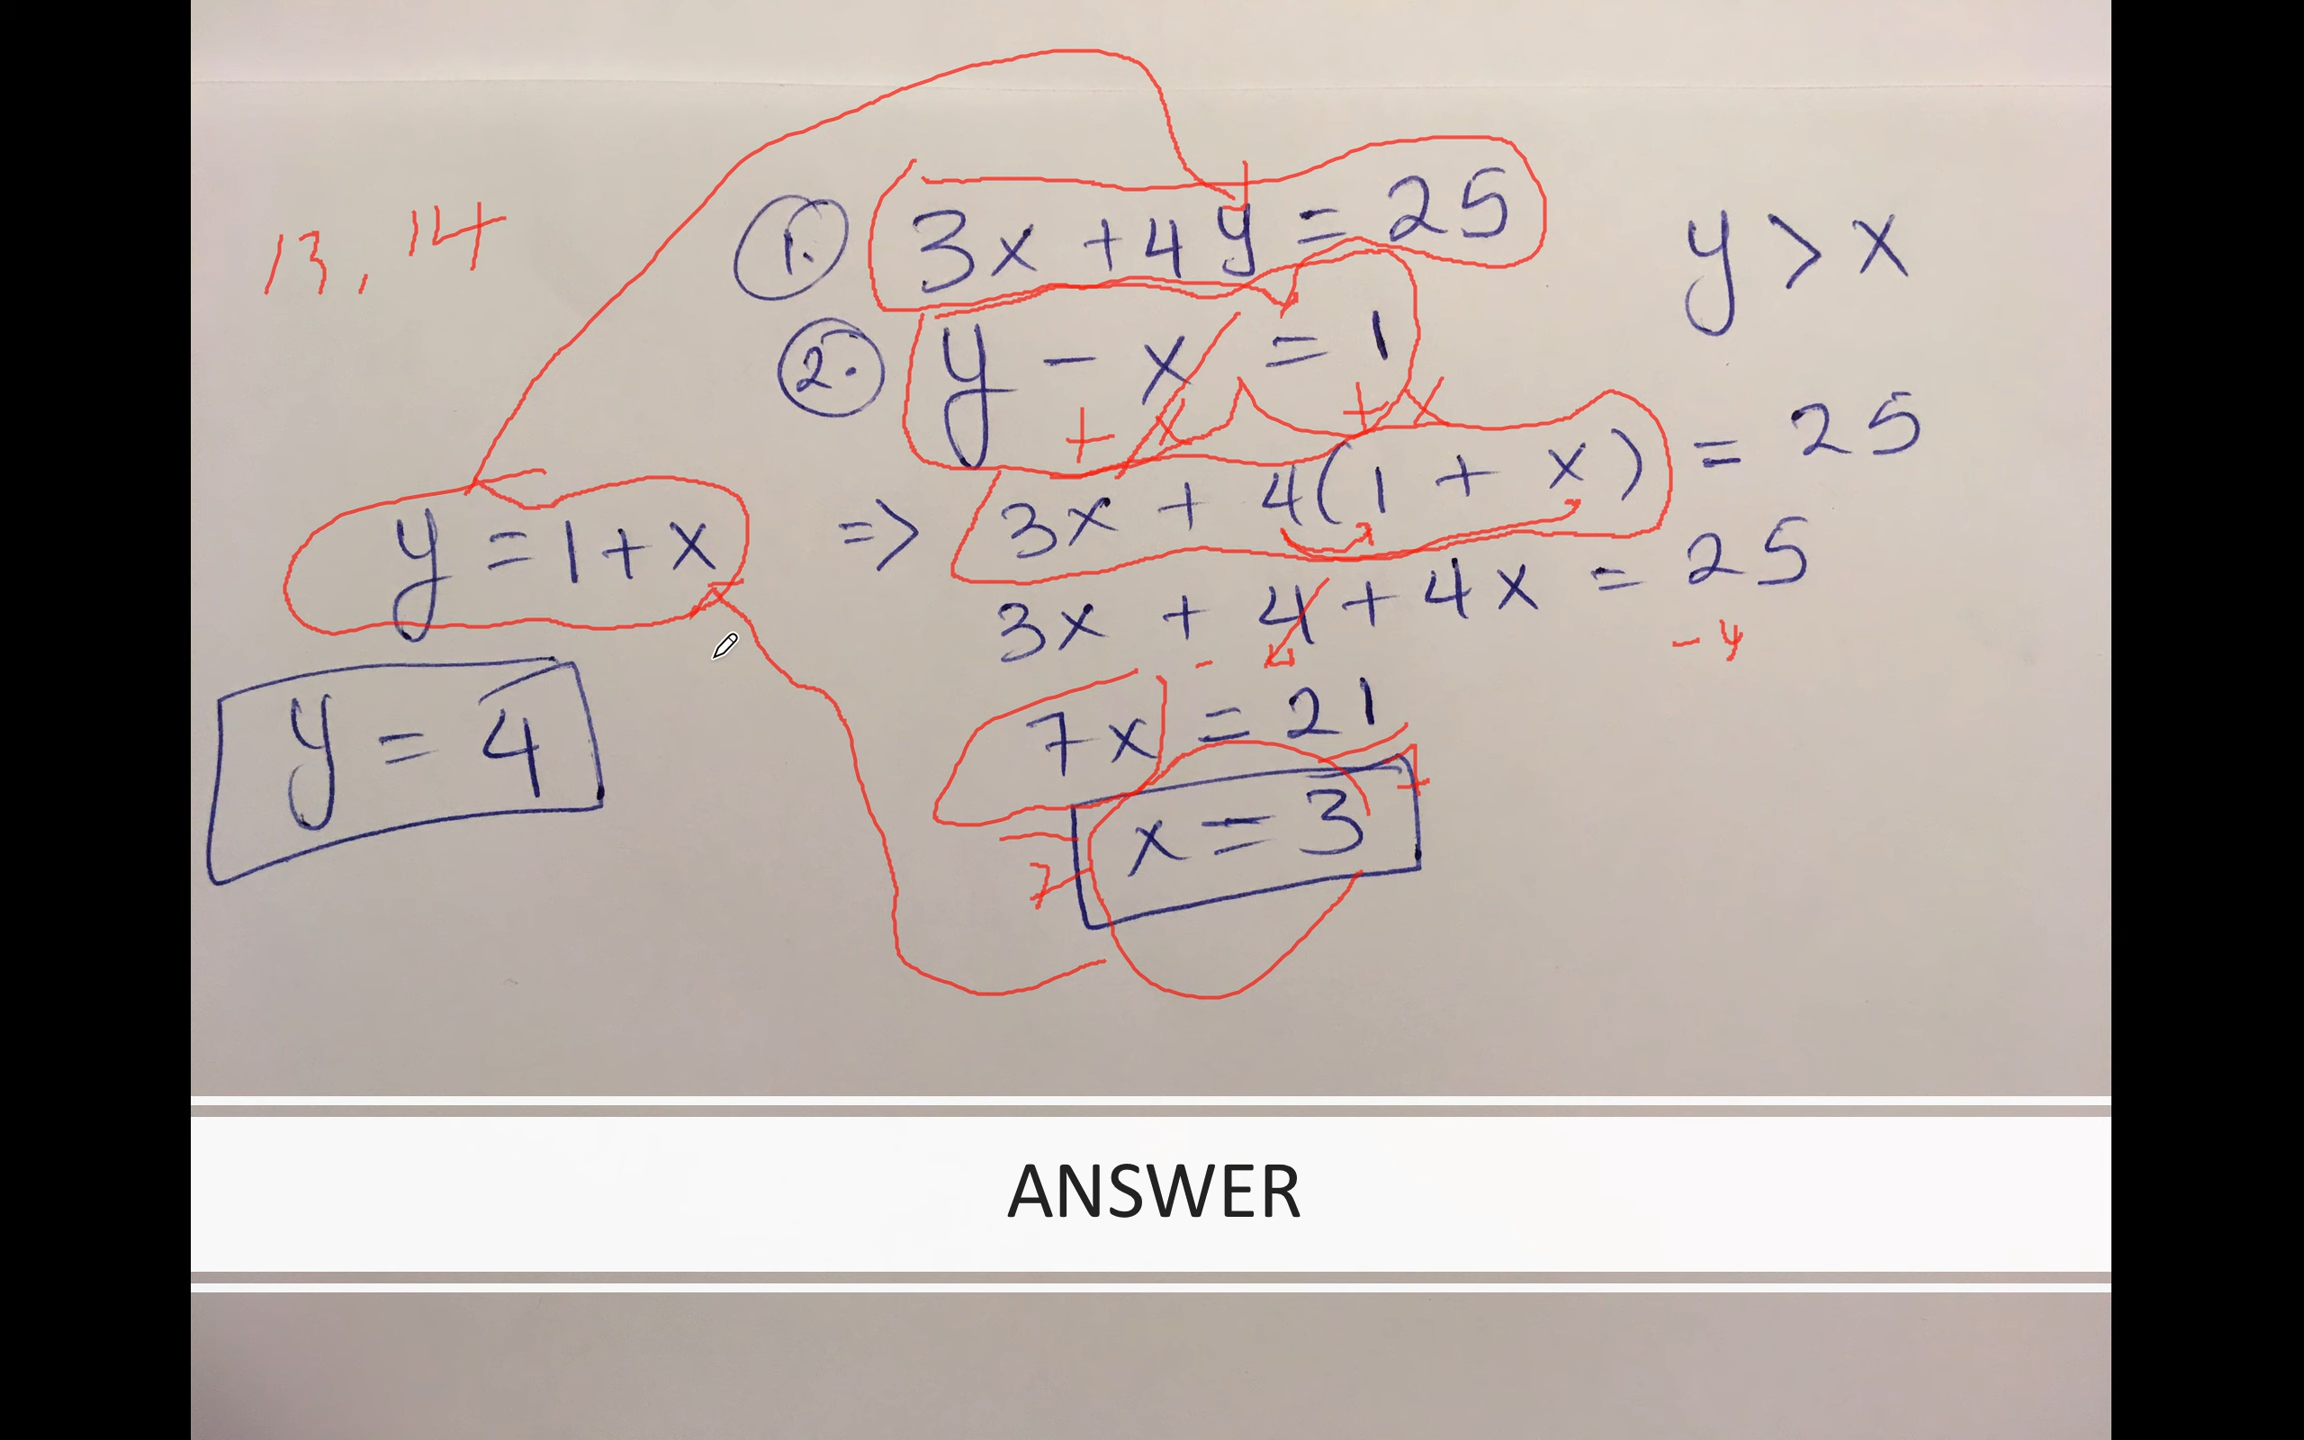 13, 14
1. 3x + 4y = 25
y > x
2. y - x = 1
+ x + x
y = 1 + x
=> 3x + 4(1 + x) = 25
3x + 4 + 4x = 25
- 4 - 4
7x = 21
7 7
y = 4
x = 3
ANSWER